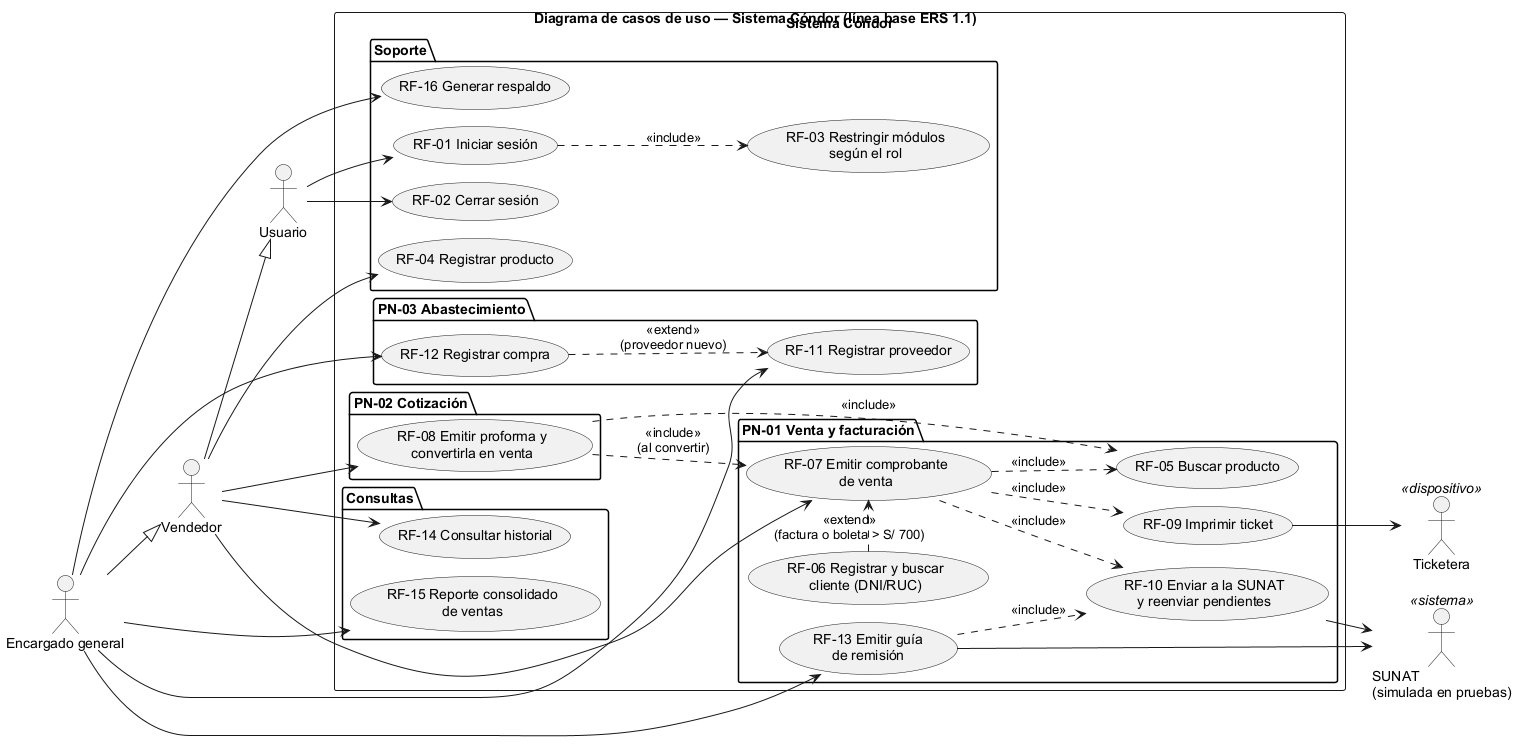 Diagrama de casos de uso — Sistema Cóndor (línea base ERS 1.1)
Sistema Cóndor
Soporte
RF-16 Generar respaldo
RF-01 Iniciar sesión
«include»
RF-03 Restringir módulos
según el rol
RF-02 Cerrar sesión
Usuario
RF-04 Registrar producto
PN-03 Abastecimiento
RF-12 Registrar compra
«extend»
(proveedor nuevo)
RF-11 Registrar proveedor
PN-02 Cotización
RF-08 Emitir proforma y
convertirla en venta
«include»
«include»
(al convertir)
PN-01 Venta y facturación
RF-07 Emitir comprobante
de venta
«include»
RF-05 Buscar producto
«include»
RF-09 Imprimir ticket
«include»
«extend»
(factura o boleta > S/ 700)
RF-06 Registrar y buscar
cliente (DNI/RUC)
RF-10 Enviar a la SUNAT
y reenviar pendientes
«include»
RF-13 Emitir guía
de remisión
Consultas
RF-14 Consultar historial
RF-15 Reporte consolidado
de ventas
Vendedor
Encargado general
«dispositivo»
Ticketera
«sistema»
SUNAT
(simulada en pruebas)